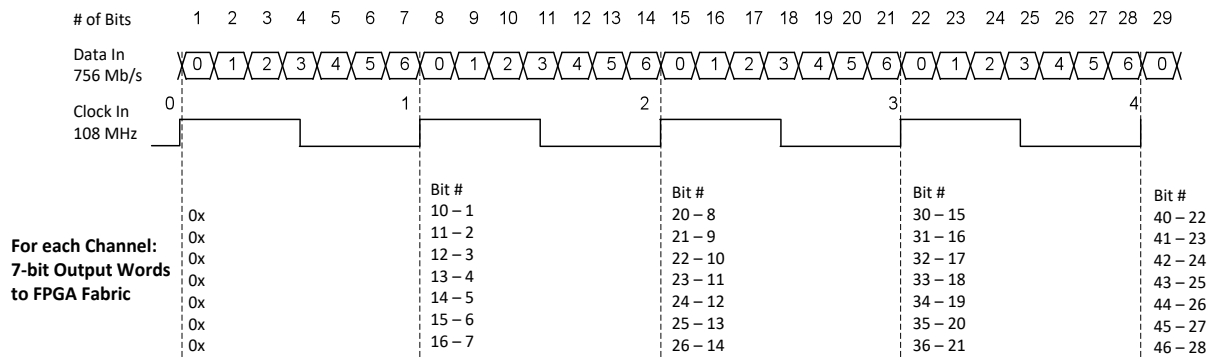 # of Bits 1 2 3 4 5 6 7 8 9 10 11 12 13 14 15 16 17 18 19 20 21 22 23 24 25 26 27 28 29
Data In
756 Mb/s
0 1 2 3 4 5 6 0 1 2 3 4 5 6 0 1 2 3 4 5 6 0 1 2 3 4 5 6 0
Clock In
108 MHz
0 1 2 3 4
For each Channel:
7-bit Output Words
to FPGA Fabric
0x
0x
0x
0x
0x
0x
0x
Bit #
10 – 1
11 – 2
12 – 3
13 – 4
14 – 5
15 – 6
16 – 7
Bit #
20 – 8
21 – 9
22 – 10
23 – 11
24 – 12
25 – 13
26 – 14
Bit #
30 – 15
31 – 16
32 – 17
33 – 18
34 – 19
35 – 20
36 – 21
Bit #
40 – 22
41 – 23
42 – 24
43 – 25
44 – 26
45 – 27
46 – 28